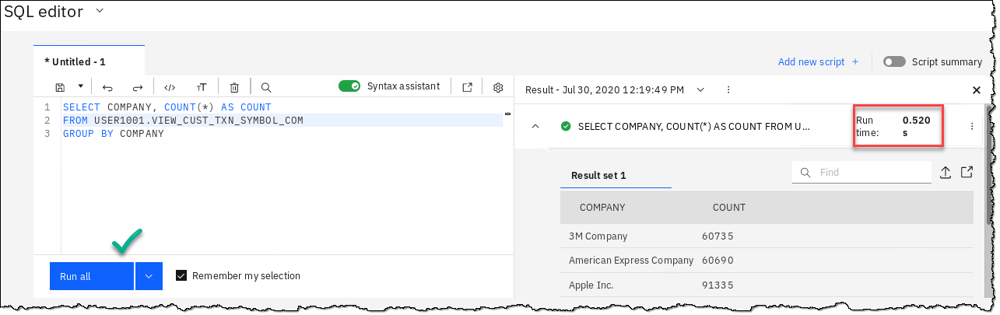 SQL editor
* Untitled - 1
Add new script +
Script summary
Syntax assistant
Result - Jul 30, 2020 12:19:49 PM
1 SELECT COMPANY, COUNT(*) AS COUNT
2 FROM USER1001.VIEW_CUST_TXN_SYMBOL_COM
3 GROUP BY COMPANY
SELECT COMPANY, COUNT(*) AS COUNT FROM U...
Run time: 0.520 s
Result set 1
Find
COMPANY COUNT
3M Company 60735
American Express Company 60690
Apple Inc. 91335
Run all
Remember my selection